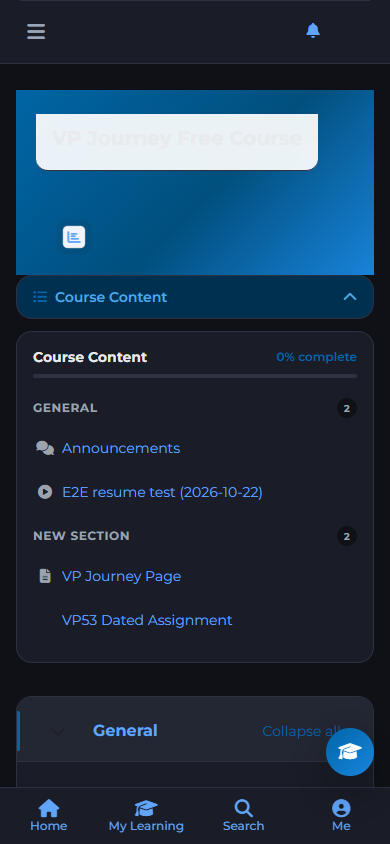 VP Journey Free Course
Course Content
Course Content
0% complete
GENERAL
2
Announcements
E2E resume test (2026-10-22)
NEW SECTION
2
VP Journey Page
VP53 Dated Assignment
General
Collapse all
Home
My Learning
Search
Me